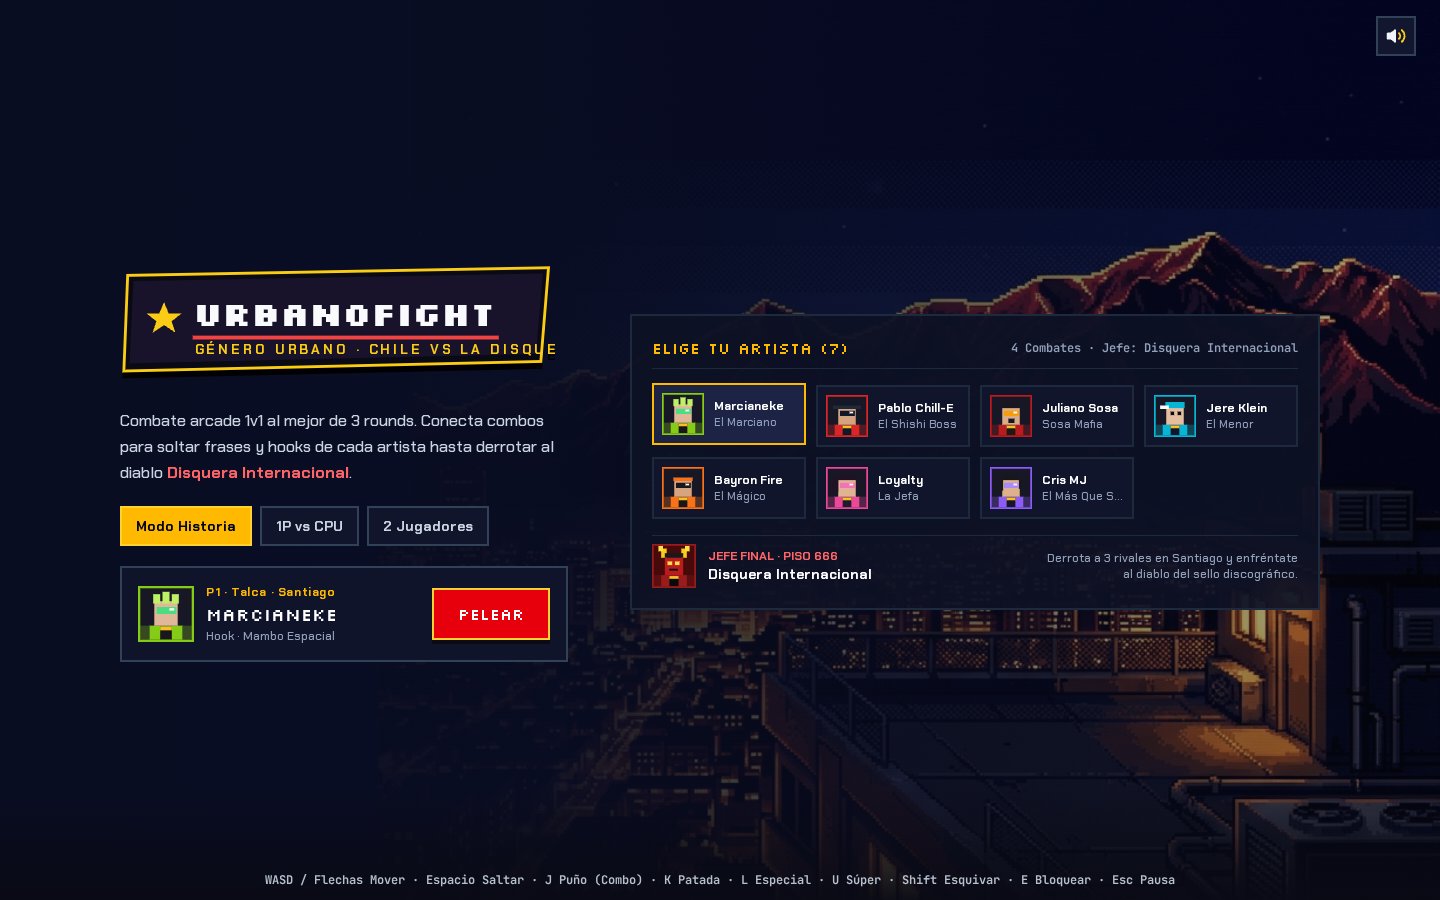 URBANOFIGHT
GÉNERO URBANO · CHILE VS LA DISQUE
Combate arcade 1v1 al mejor de 3 rounds. Conecta combos
para soltar frases y hooks de cada artista hasta derrotar al
diablo Disquera Internacional.
Modo Historia
1P vs CPU
2 Jugadores
P1 · Talca · Santiago
MARCIANEKE
Hook · Mambo Espacial
PELEAR
ELIGE TU ARTISTA (7)
4 Combates · Jefe: Disquera Internacional
Marcianeke
El Marciano
Pablo Chill-E
El Shishi Boss
Juliano Sosa
Sosa Mafia
Jere Klein
El Menor
Bayron Fire
El Mágico
Loyalty
La Jefa
Cris MJ
El Más Que S...
JEFE FINAL · PISO 666
Disquera Internacional
Derrota a 3 rivales en Santiago y enfréntate
al diablo del sello discográfico.
WASD / Flechas Mover · Espacio Saltar · J Puño (Combo) · K Patada · L Especial · U Súper · Shift Esquivar · E Bloquear · Esc Pausa